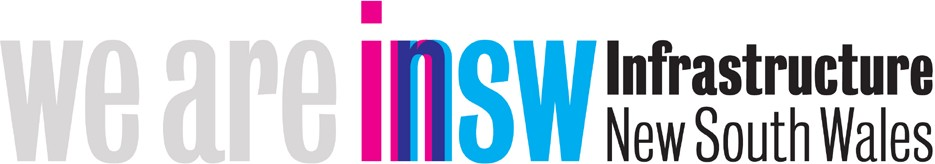 we are insw
Infrastructure
New South Wales